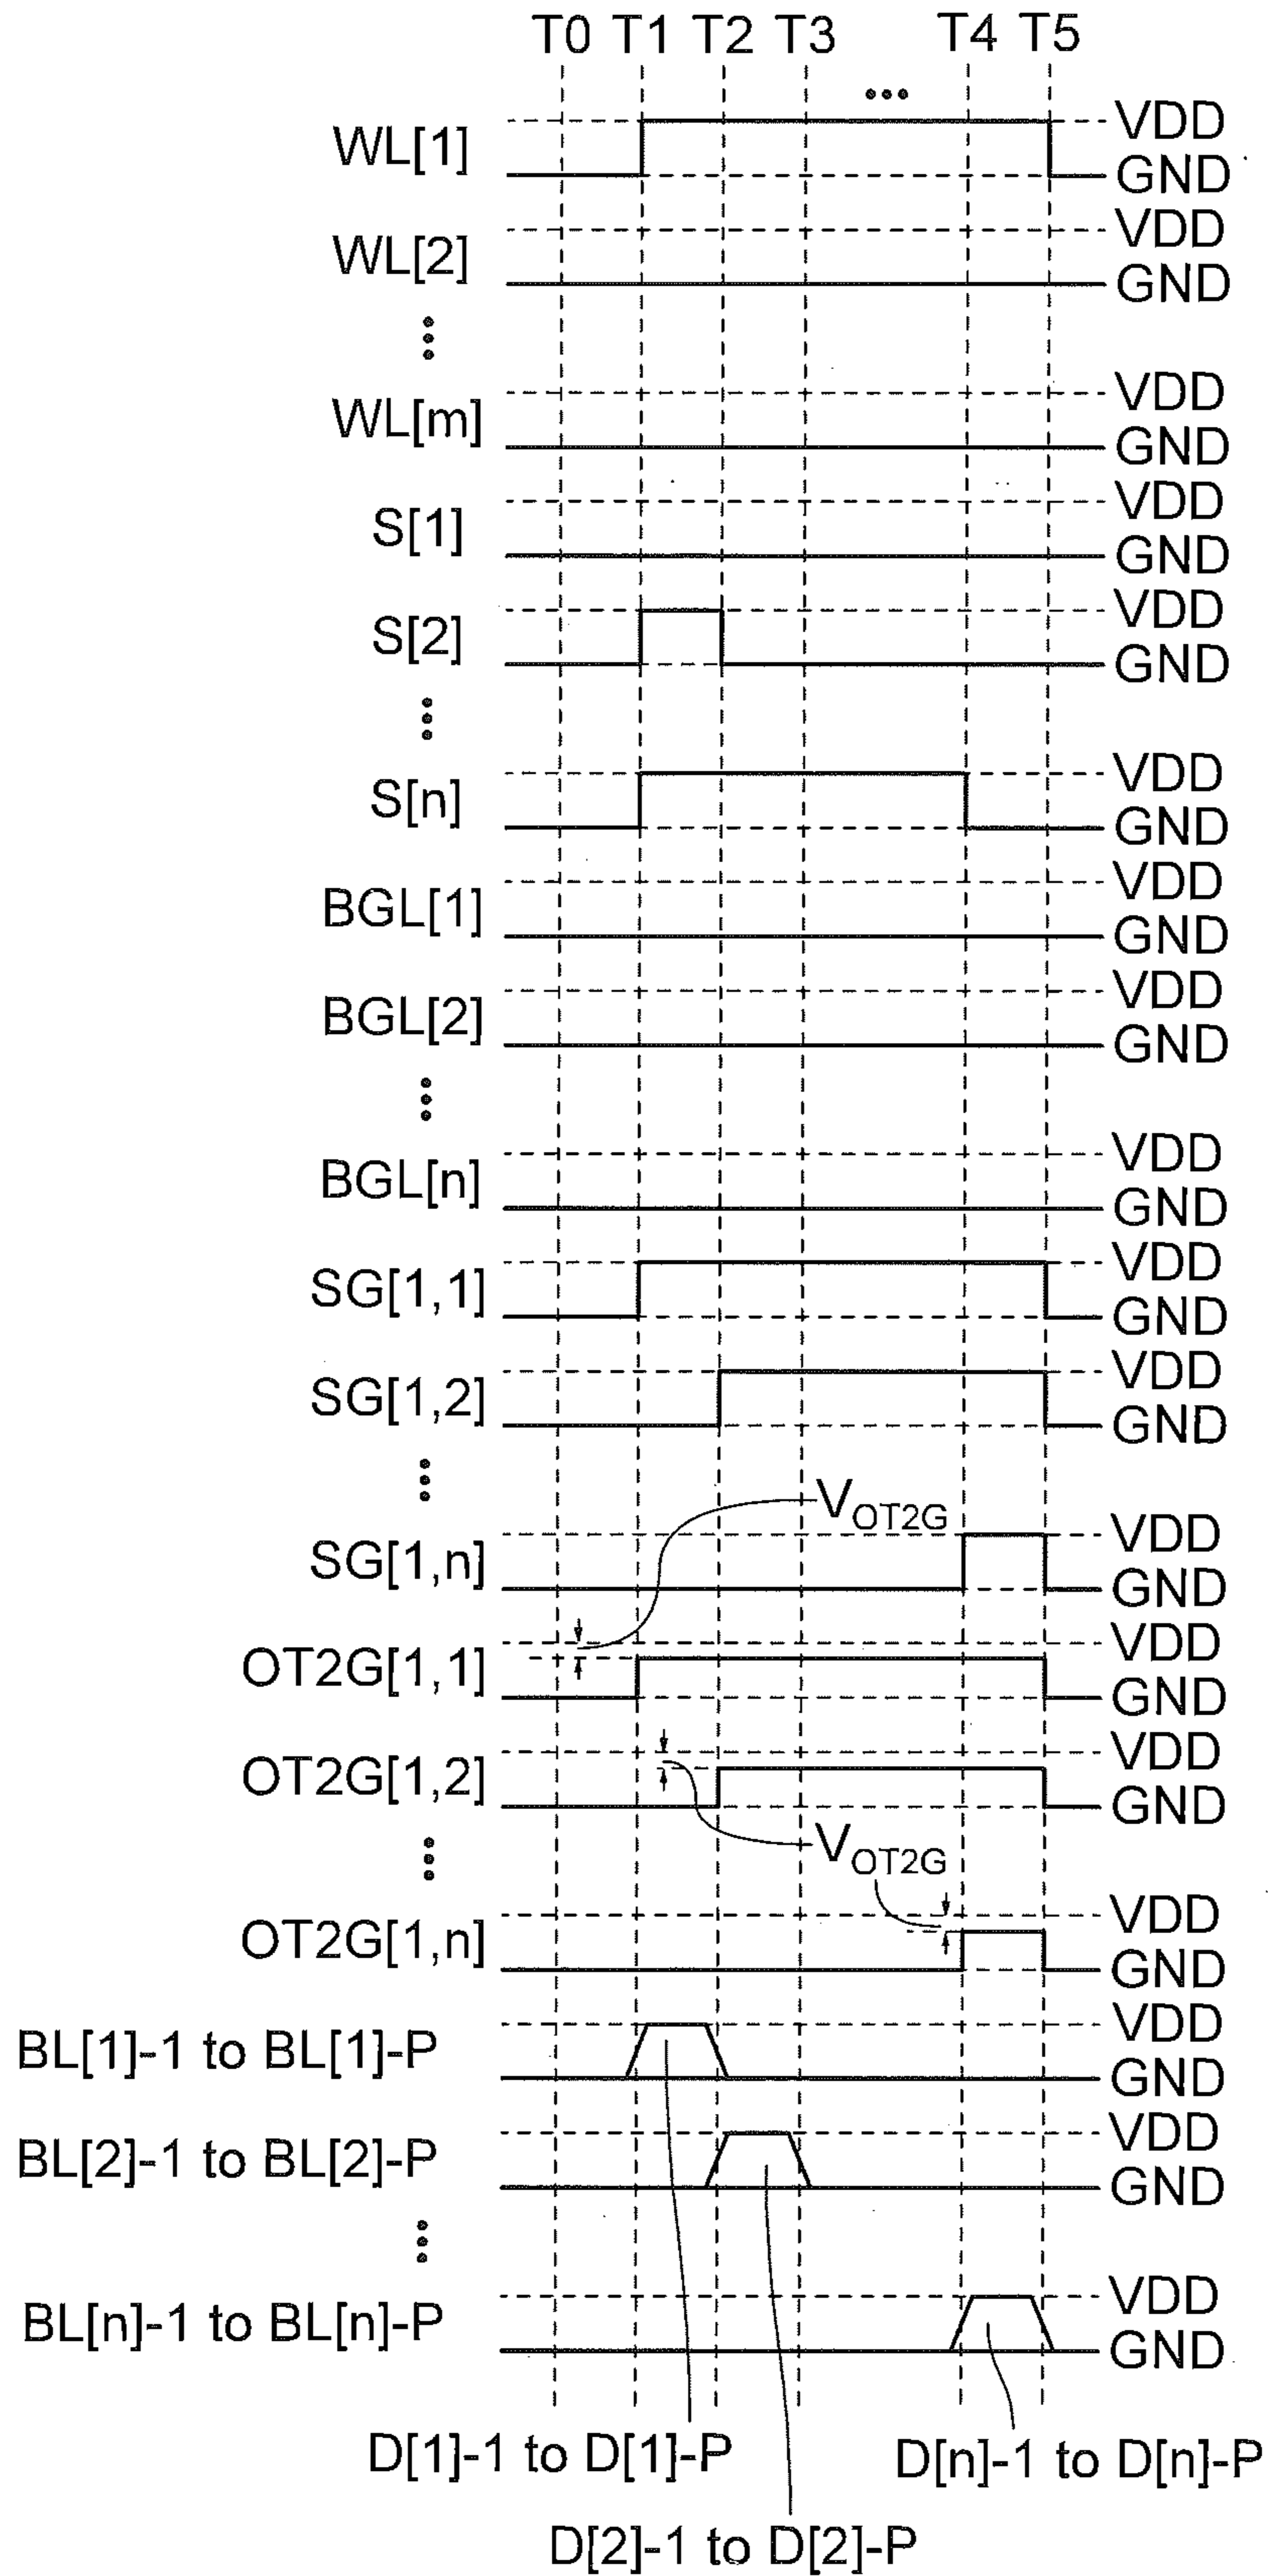 T0 T1 T2 T3 ••• T4 T5
WL[1] VDD
GND
WL[2] VDD
GND
WL[m] VDD
GND
S[1] VDD
GND
S[2] VDD
GND
S[n] VDD
GND
BGL[1] VDD
GND
BGL[2] VDD
GND
BGL[n] VDD
GND
SG[1,1] VDD
GND
SG[1,2] VDD
GND
VOT2G
SG[1,n] VDD
GND
OT2G[1,1] VDD
GND
OT2G[1,2] VDD
GND
VOT2G
OT2G[1,n] VDD
GND
BL[1]-1 to BL[1]-P VDD
GND
BL[2]-1 to BL[2]-P VDD
GND
BL[n]-1 to BL[n]-P VDD
GND
D[1]-1 to D[1]-P D[n]-1 to D[n]-P
D[2]-1 to D[2]-P